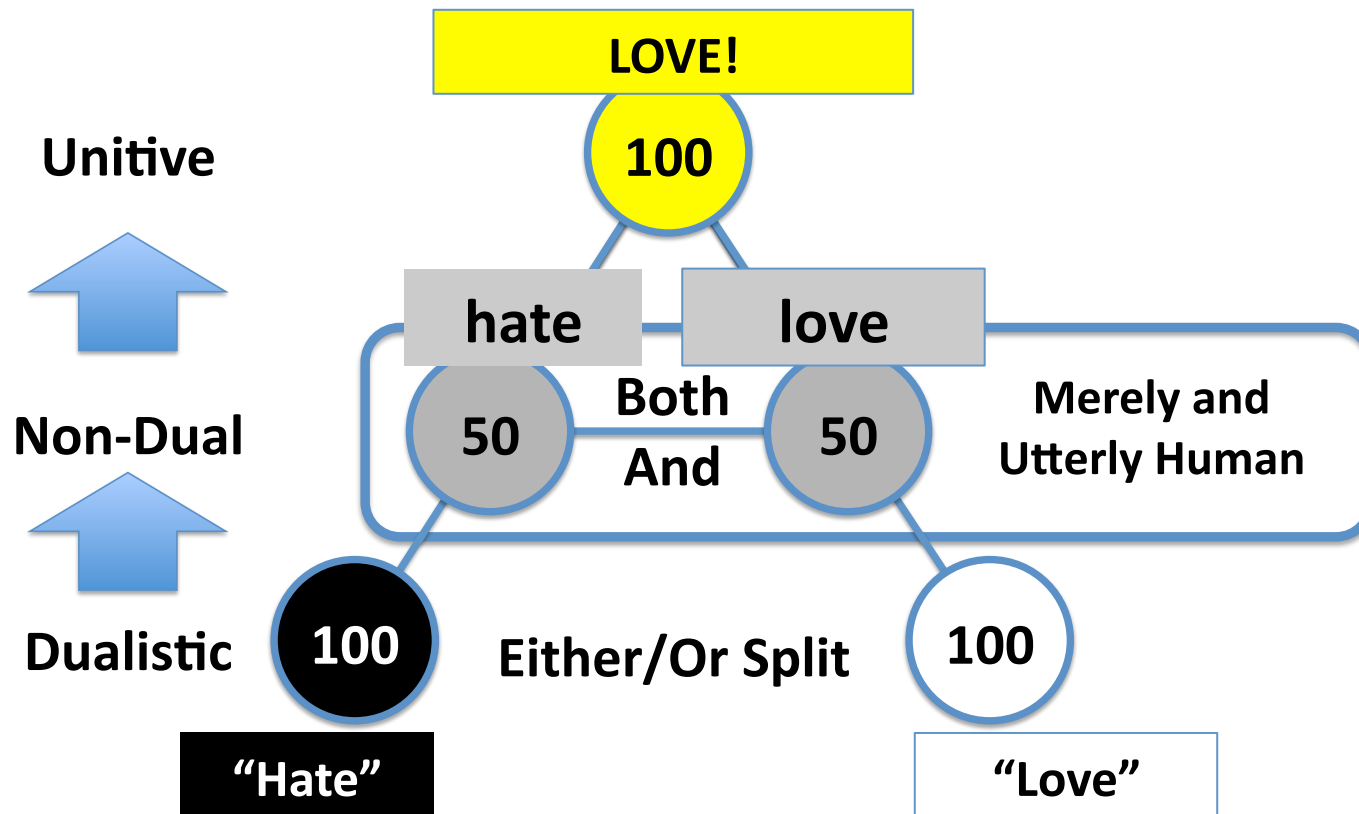 LOVE!
Unitive
100
hate
love
Non-Dual
50
Both
And
50
Merely and
Utterly Human
Dualistic
100
Either/Or Split
100
“Hate”
“Love”